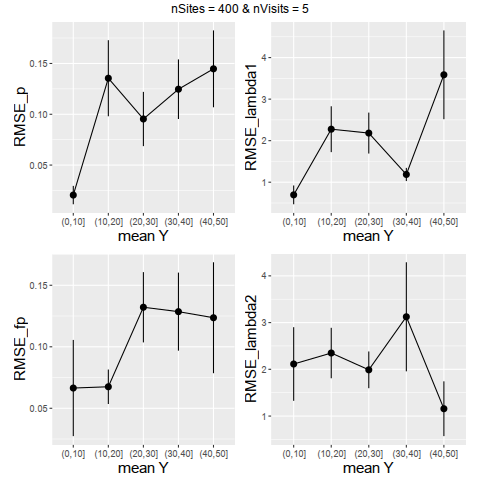 nSites = 400 & nVisits = 5
RMSE_p
0.15
0.10
0.05
(0,10] (10,20] (20,30] (30,40] (40,50]
mean Y
RMSE_lambda1
4
3
2
1
(0,10] (10,20] (20,30] (30,40] (40,50]
mean Y
RMSE_fp
0.15
0.10
0.05
(0,10] (10,20] (20,30] (30,40] (40,50]
mean Y
RMSE_lambda2
4
3
2
1
(0,10] (10,20] (20,30] (30,40] (40,50]
mean Y